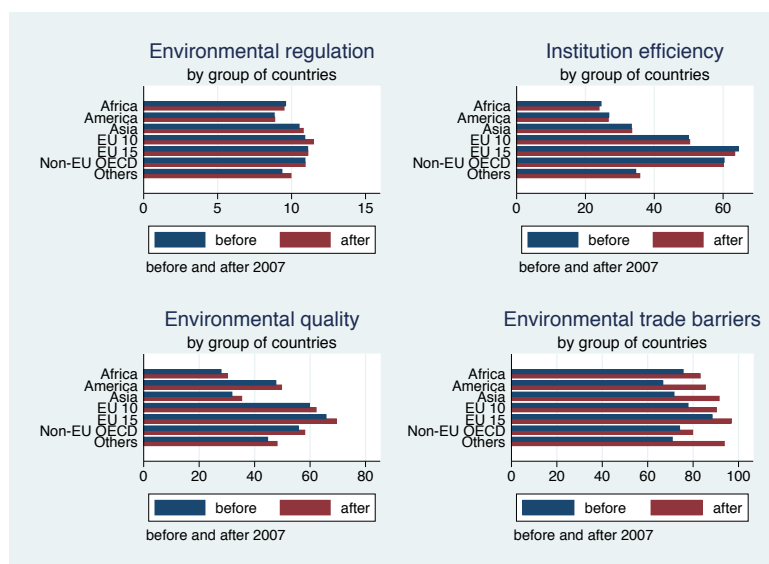 Environmental regulation
by group of countries
Africa
America
Asia
EU 10
EU 15
Non-EU OECD
Others
0 5 10 15
before after
before and after 2007
Institution efficiency
by group of countries
Africa
America
Asia
EU 10
EU 15
Non-EU OECD
Others
0 20 40 60
before after
before and after 2007
Environmental quality
by group of countries
Africa
America
Asia
EU 10
EU 15
Non-EU OECD
Others
0 20 40 60 80
before after
before and after 2007
Environmental trade barriers
by group of countries
Africa
America
Asia
EU 10
EU 15
Non-EU OECD
Others
0 20 40 60 80 100
before after
before and after 2007